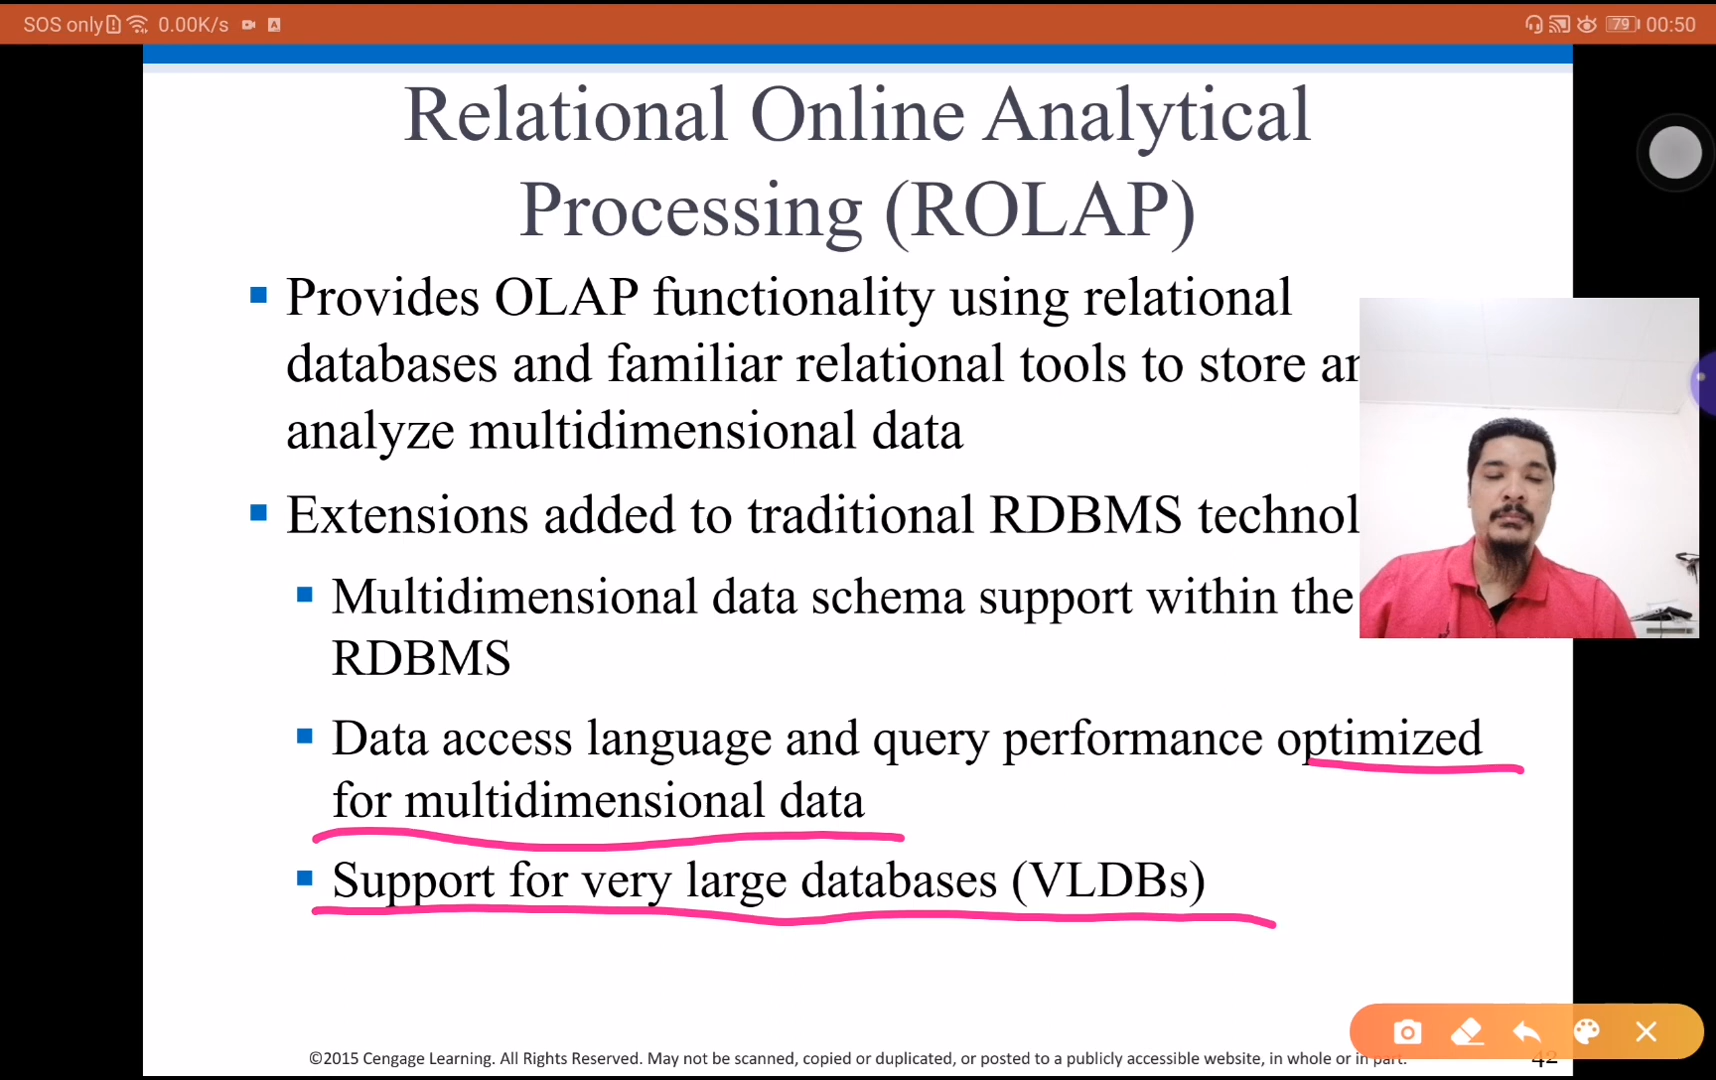 SOS only 0.00K/s A 79 00:50
Relational Online Analytical
Processing (ROLAP)
Provides OLAP functionality using relational
databases and familiar relational tools to store
analyze multidimensional data
Extensions added to traditional RDBMS
Multidimensional data schema support within the
RDBMS
Data access language and query performance optimized
for multidimensional data
Support for very large databases (VLDBs)
©2015 Cengage Learning. All Rights Reserved. May not be scanned, copied or duplicated, or posted to a publicly accessible website, in whole or in part.
42